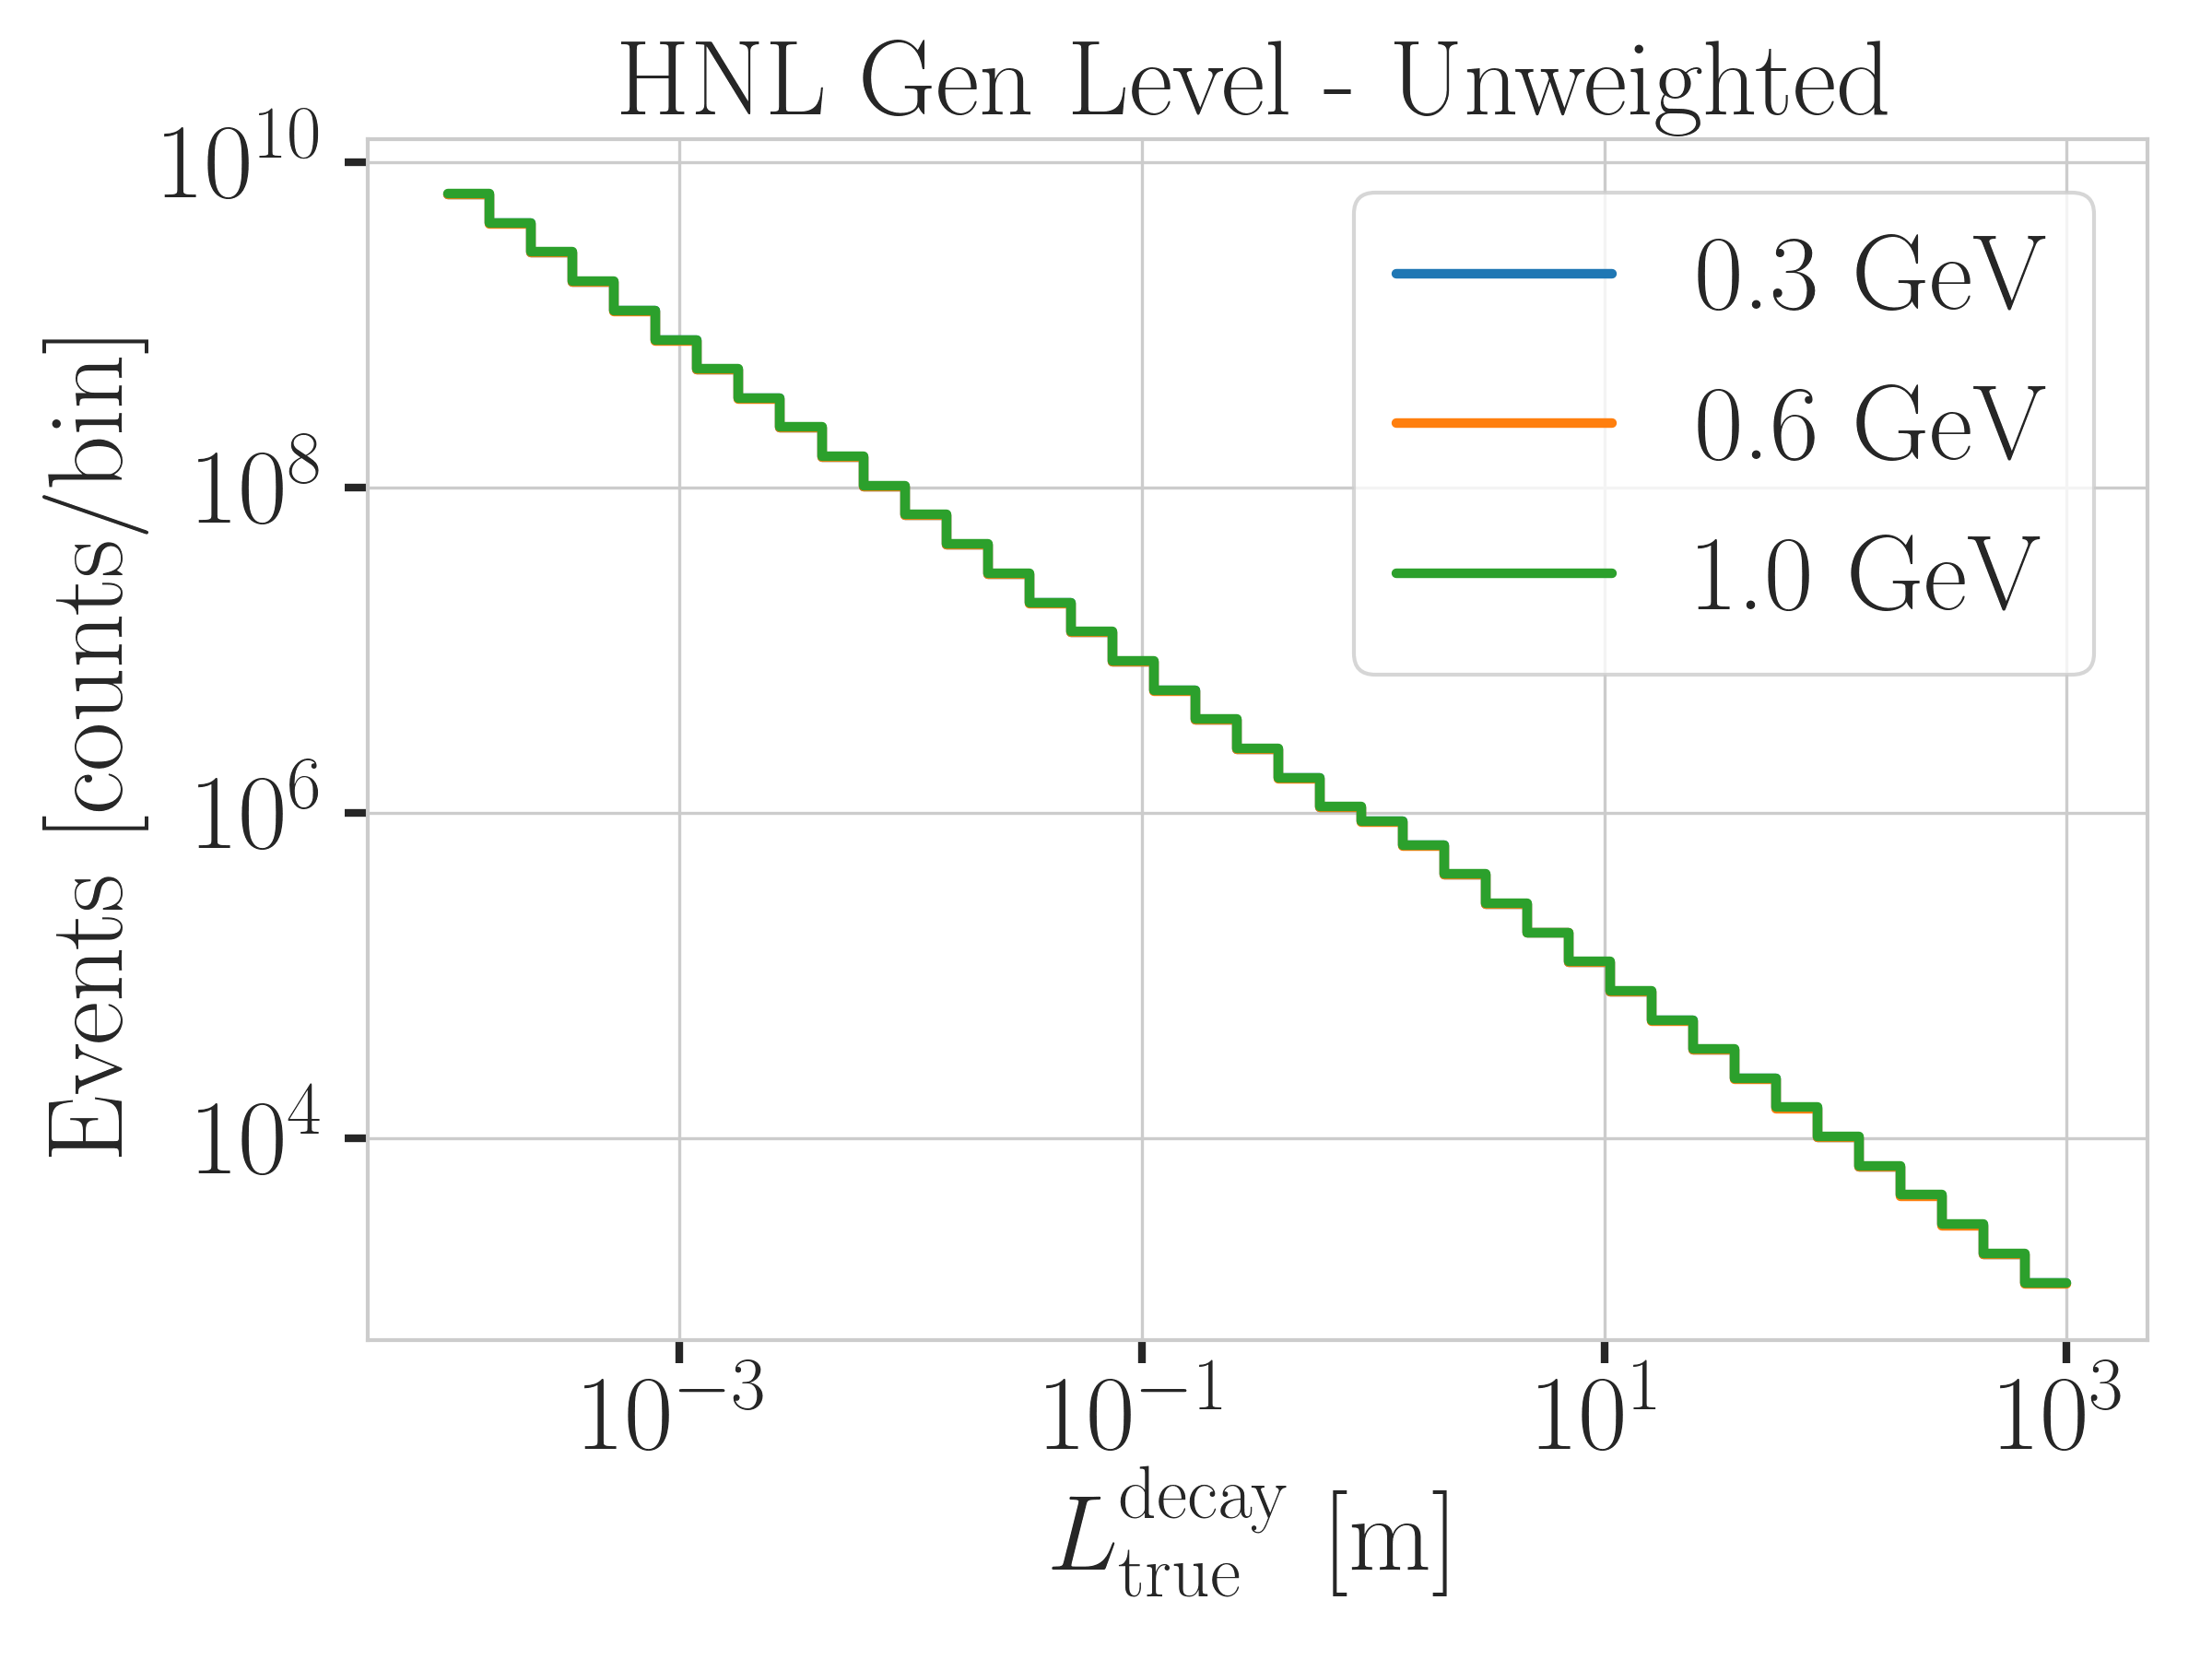 HNL Gen Level - Unweighted
10^10
10^8
10^6
10^4
Events [counts/bin]
0.3 GeV
0.6 GeV
1.0 GeV
10^−3
10^−1
10^1
10^3
L_true^decay [m]